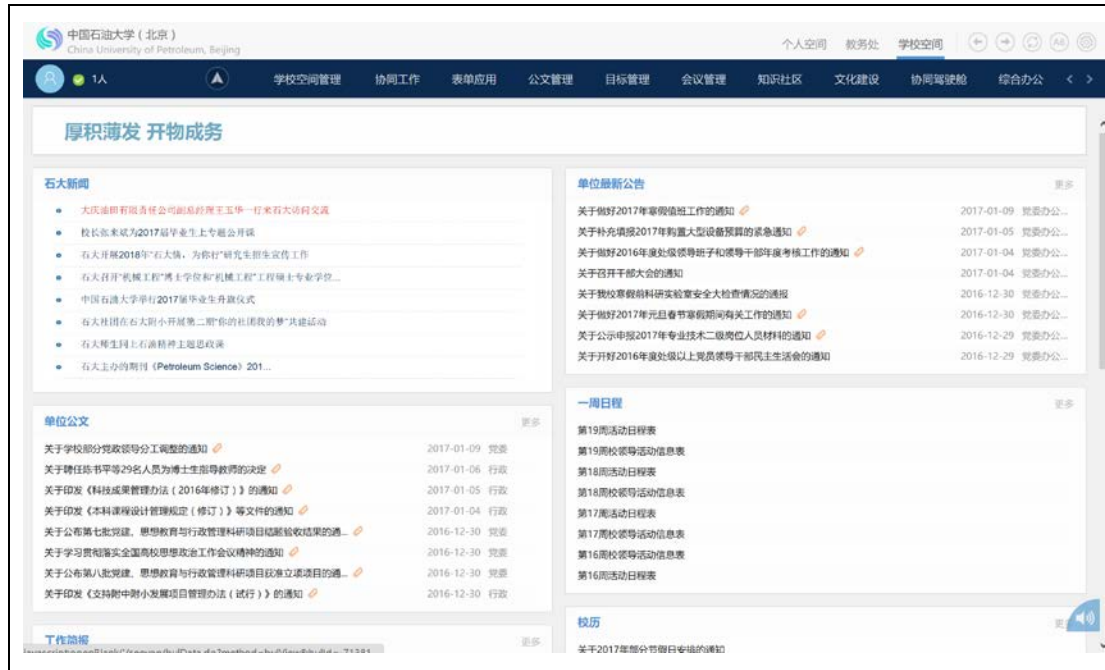 中国石油大学（北京）
China University of Petroleum, Beijing
个人空间 教务处 学校空间
1人 学校空间管理 协同工作 表单应用 公文管理 目标管理 会议管理 知识社区 文化建设 协同驾驶舱 综合办公
厚积薄发 开物成务
石大新闻
大庆油田有限责任公司副总经理王玉华一行来石大访问交流
校长张来斌为2017届毕业生上专题公开课
石大开展2018年“石大情，为你行”研究生招生宣传工作
石大召开“机械工程”博士学位和“机械工程”工程硕士专业学位...
中国石油大学举行2017届毕业生升旗仪式
石大社团在石大附小开展第二期“你的社团我的梦”共建活动
石大师生同上石油精神主题思政课
石大主办的期刊《Petroleum Science》201...
单位公文 更多
关于学校部分党政领导分工调整的通知 2017-01-09 党委
关于聘任陈书平等29名人员为博士生指导教师的决定 2017-01-06 行政
关于印发《科技成果管理办法（2016年修订）》的通知 2017-01-05 行政
关于印发《本科课程设计管理规定（修订）》等文件的通知 2017-01-04 行政
关于公布第七批党建、思想教育与行政管理科研项目结题验收结果的通... 2016-12-30 党委
关于学习贯彻落实全国高校思想政治工作会议精神的通知 2016-12-30 党委
关于公布第八批党建、思想教育与行政管理科研项目获准立项项目的通... 2016-12-30 党委
关于印发《支持附中附小发展项目管理办法（试行）》的通知 2016-12-30 行政
工作简报 更多
单位最新公告 更多
关于做好2017年寒假值班工作的通知 2017-01-09 党委办公...
关于补充填报2017年购置大型设备预算的紧急通知 2017-01-05 党委办公...
关于做好2016年度处级领导班子和领导干部年度考核工作的通知 2017-01-04 党委办公...
关于召开干部大会的通知 2017-01-04 党委办公...
关于我校寒假前科研实验室安全大检查情况的通报 2016-12-30 党委办公...
关于做好2017年元旦春节寒假期间有关工作的通知 2016-12-30 党委办公...
关于公示申报2017年专业技术二级岗位人员材料的通知 2016-12-29 党委办公...
关于开好2016年度处级以上党员领导干部民主生活会的通知 2016-12-29 党委办公...
一周日程 更多
第19周活动日程表
第19周校领导活动信息表
第18周活动日程表
第18周校领导活动信息表
第17周活动日程表
第17周校领导活动信息表
第16周校领导活动信息表
第16周活动日程表
校历
关于2017年部分节假日安排的通知